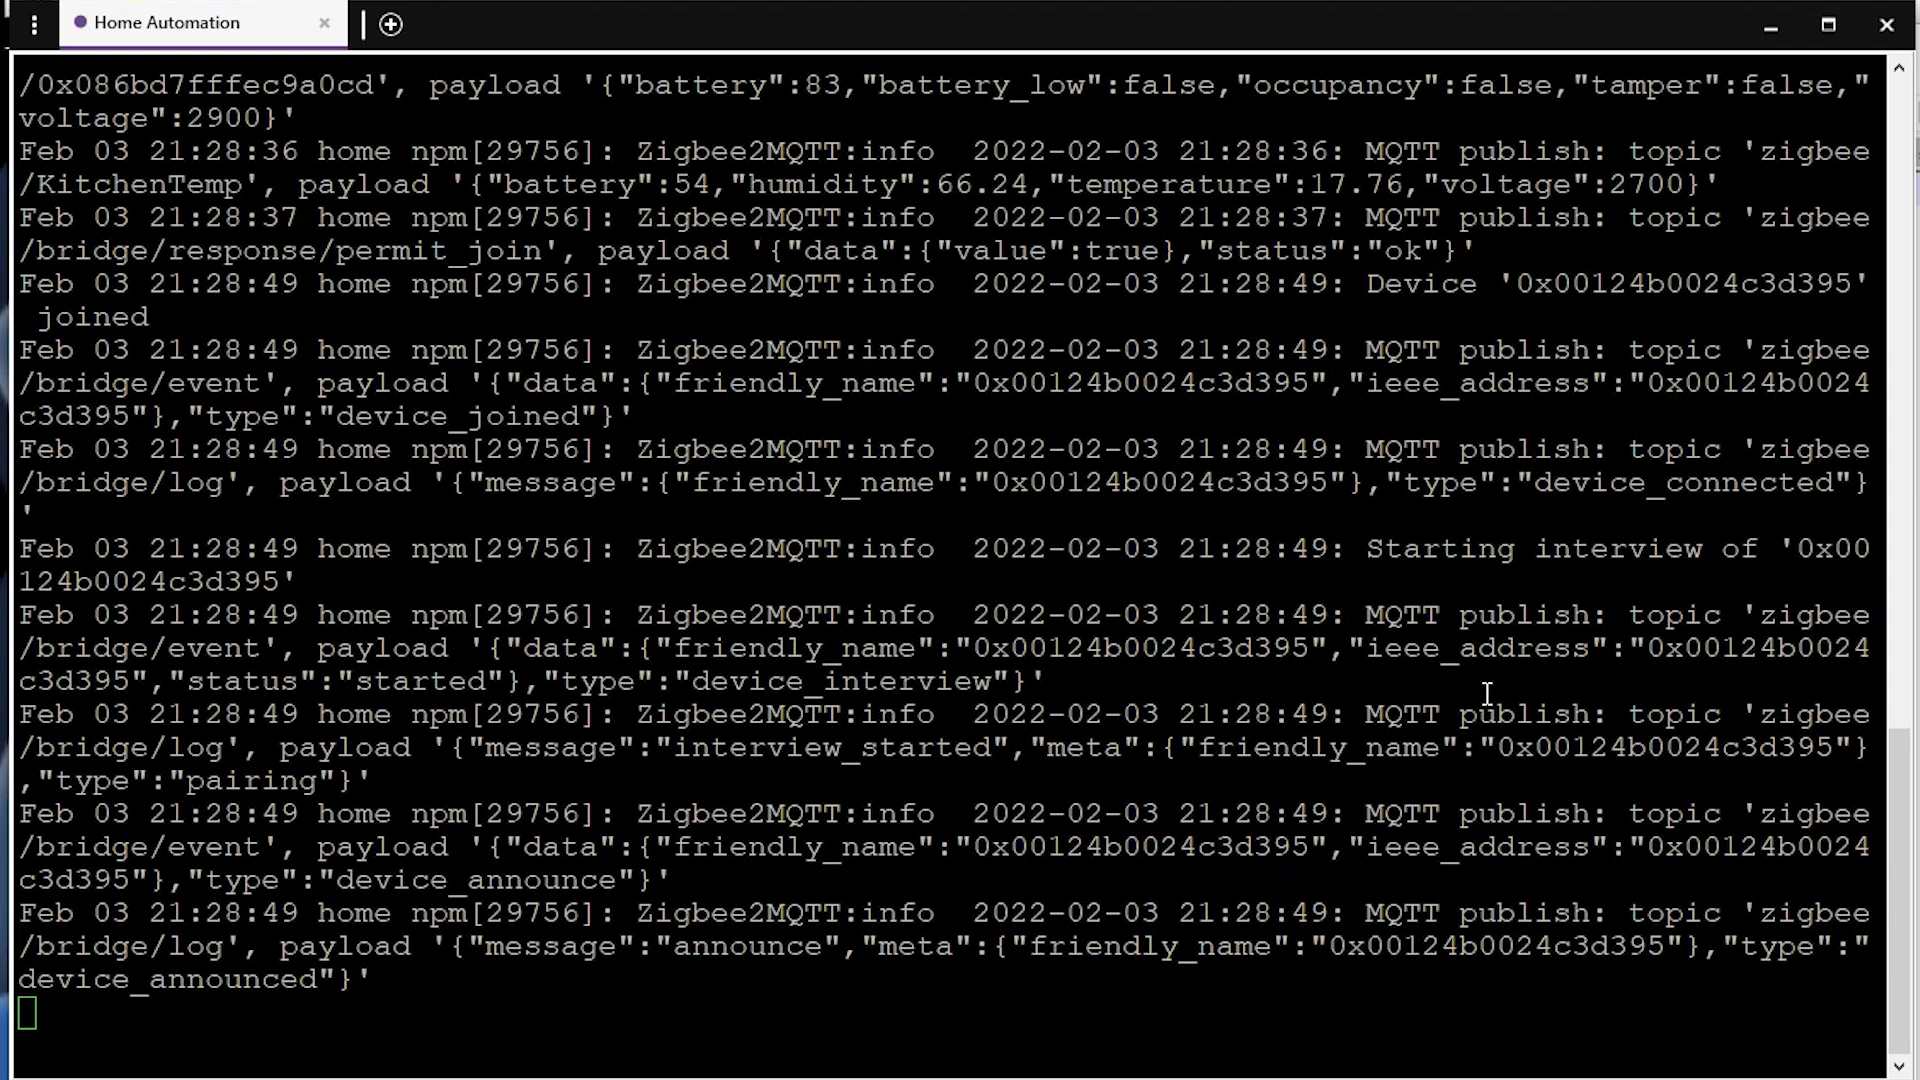 Home Automation
/0x086bd7fffec9a0cd', payload '{"battery":83,"battery_low":false,"occupancy":false,"tamper":false,"
voltage":2900}'
Feb 03 21:28:36 home npm[29756]: Zigbee2MQTT:info  2022-02-03 21:28:36: MQTT publish: topic 'zigbee
/KitchenTemp', payload '{"battery":54,"humidity":66.24,"temperature":17.76,"voltage":2700}'
Feb 03 21:28:37 home npm[29756]: Zigbee2MQTT:info  2022-02-03 21:28:37: MQTT publish: topic 'zigbee
/bridge/response/permit_join', payload '{"data":{"value":true},"status":"ok"}'
Feb 03 21:28:49 home npm[29756]: Zigbee2MQTT:info  2022-02-03 21:28:49: Device '0x00124b0024c3d395'
 joined
Feb 03 21:28:49 home npm[29756]: Zigbee2MQTT:info  2022-02-03 21:28:49: MQTT publish: topic 'zigbee
/bridge/event', payload '{"data":{"friendly_name":"0x00124b0024c3d395","ieee_address":"0x00124b0024
c3d395"},"type":"device_joined"}'
Feb 03 21:28:49 home npm[29756]: Zigbee2MQTT:info  2022-02-03 21:28:49: MQTT publish: topic 'zigbee
/bridge/log', payload '{"message":{"friendly_name":"0x00124b0024c3d395"},"type":"device_connected"}
'
Feb 03 21:28:49 home npm[29756]: Zigbee2MQTT:info  2022-02-03 21:28:49: Starting interview of '0x00
124b0024c3d395'
Feb 03 21:28:49 home npm[29756]: Zigbee2MQTT:info  2022-02-03 21:28:49: MQTT publish: topic 'zigbee
/bridge/event', payload '{"data":{"friendly_name":"0x00124b0024c3d395","ieee_address":"0x00124b0024
c3d395","status":"started"},"type":"device_interview"}'
Feb 03 21:28:49 home npm[29756]: Zigbee2MQTT:info  2022-02-03 21:28:49: MQTT publish: topic 'zigbee
/bridge/log', payload '{"message":"interview_started","meta":{"friendly_name":"0x00124b0024c3d395"}
,"type":"pairing"}'
Feb 03 21:28:49 home npm[29756]: Zigbee2MQTT:info  2022-02-03 21:28:49: MQTT publish: topic 'zigbee
/bridge/event', payload '{"data":{"friendly_name":"0x00124b0024c3d395","ieee_address":"0x00124b0024
c3d395"},"type":"device_announce"}'
Feb 03 21:28:49 home npm[29756]: Zigbee2MQTT:info  2022-02-03 21:28:49: MQTT publish: topic 'zigbee
/bridge/log', payload '{"message":"announce","meta":{"friendly_name":"0x00124b0024c3d395"},"type":"
device_announced"}'